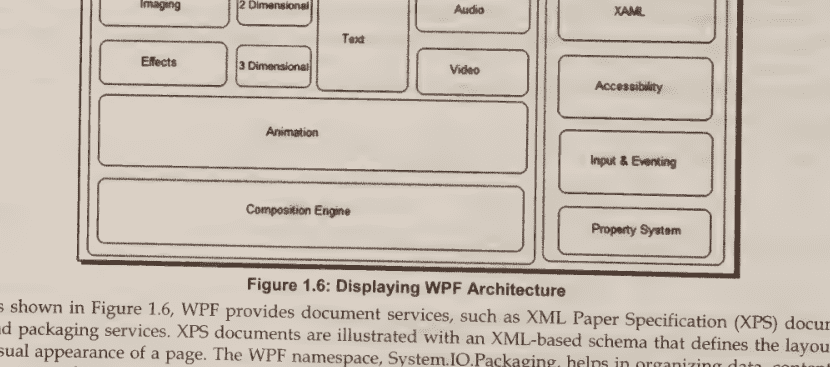 Imaging
2 Dimensional
Text
Audio
XAML
Effects
3 Dimensional
Video
Accessibility
Animation
Input & Eventing
Composition Engine
Property System
Figure 1.6: Displaying WPF Architecture
shown in Figure 1.6, WPF provides document services, such as XML Paper Specification (XPS)
packaging services. XPS documents are illustrated with an XML-based schema that defines the
appearance of a page. The WPF namespace, System.IO.Packaging, helps in organizing data,